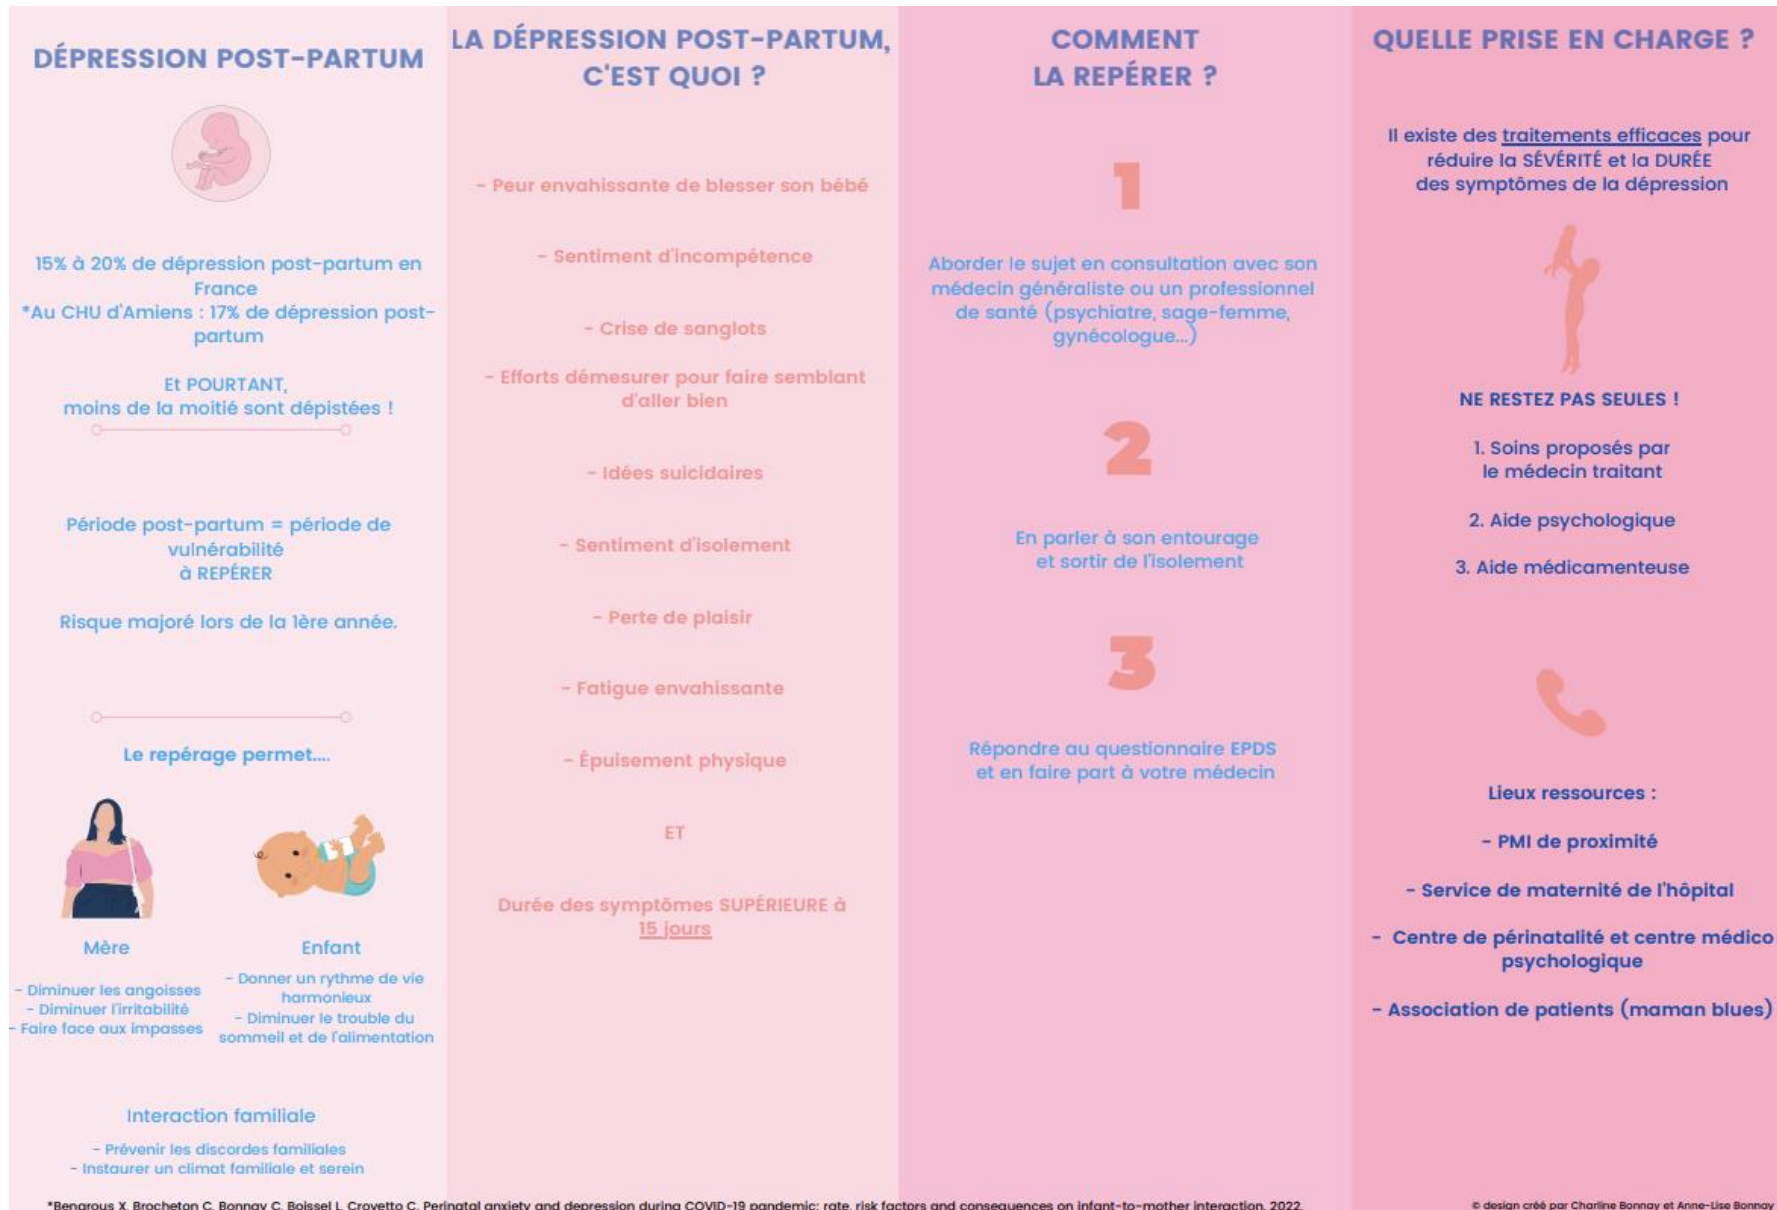 DÉPRESSION POST-PARTUM
15% à 20% de dépression post-partum en
France
*Au CHU d'Amiens : 17% de dépression post-
partum
Et POURTANT,
moins de la moitié sont dépistées !
Période post-partum = période de
vulnérabilité
à REPÉRER
Risque majoré lors de la 1ère année.
Le repérage permet....
Mère
- Diminuer les angoisses
- Diminuer l'irritabilité
- Faire face aux impasses
Enfant
- Donner un rythme de vie
harmonieux
- Diminuer le trouble du
sommeil et de l'alimentation
Interaction familiale
- Prévenir les discordes familiales
- Instaurer un climat familiale et serein
LA DÉPRESSION POST-PARTUM,
C'EST QUOI ?
- Peur envahissante de blesser son bébé
- Sentiment d'incompétence
- Crise de sanglots
- Efforts démesurer pour faire semblant
d'aller bien
- Idées suicidaires
- Sentiment d'isolement
- Perte de plaisir
- Fatigue envahissante
- Épuisement physique
ET
Durée des symptômes SUPÉRIEURE à
15 jours
COMMENT
LA REPÉRER ?
1
Aborder le sujet en consultation avec son
médecin généraliste ou un professionnel
de santé (psychiatre, sage-femme,
gynécologue...)
2
En parler à son entourage
et sortir de l'isolement
3
Répondre au questionnaire EPDS
et en faire part à votre médecin
QUELLE PRISE EN CHARGE ?
Il existe des traitements efficaces pour
réduire la SÉVÉRITÉ et la DURÉE
des symptômes de la dépression
NE RESTEZ PAS SEULES !
1. Soins proposés par
le médecin traitant
2. Aide psychologique
3. Aide médicamenteuse
Lieux ressources :
- PMI de proximité
- Service de maternité de l'hôpital
- Centre de périnatalité et centre médico
psychologique
- Association de patients (maman blues)
*Benarous X, Brocheton C, Bonnay C, Boissel L, Crovetto C. Perinatal anxiety and depression during COVID-19 pandemic: rate, risk factors and consequences on infant-to-mother interaction. 2022.
© design créé par Charline Bonnay et Anne-Lise Bonnay